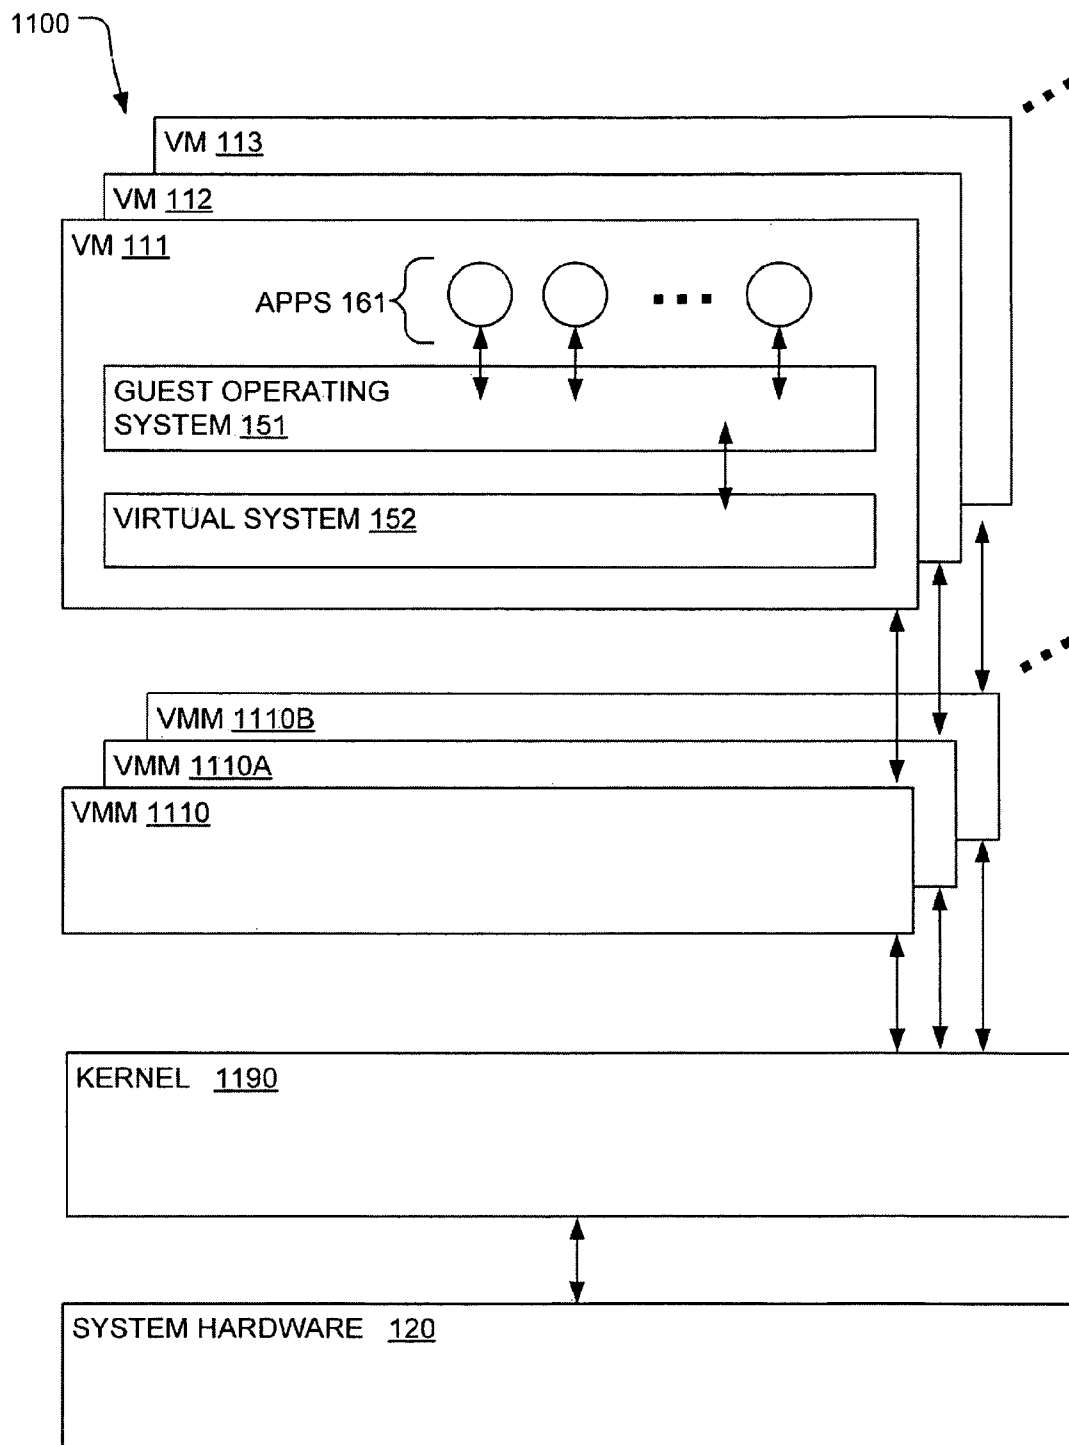 1100
VM 113
VM 112
VM 111
APPS 161
GUEST OPERATING
SYSTEM 151
VIRTUAL SYSTEM 152
VMM 1110B
VMM 1110A
VMM 1110
KERNEL 1190
SYSTEM HARDWARE 120